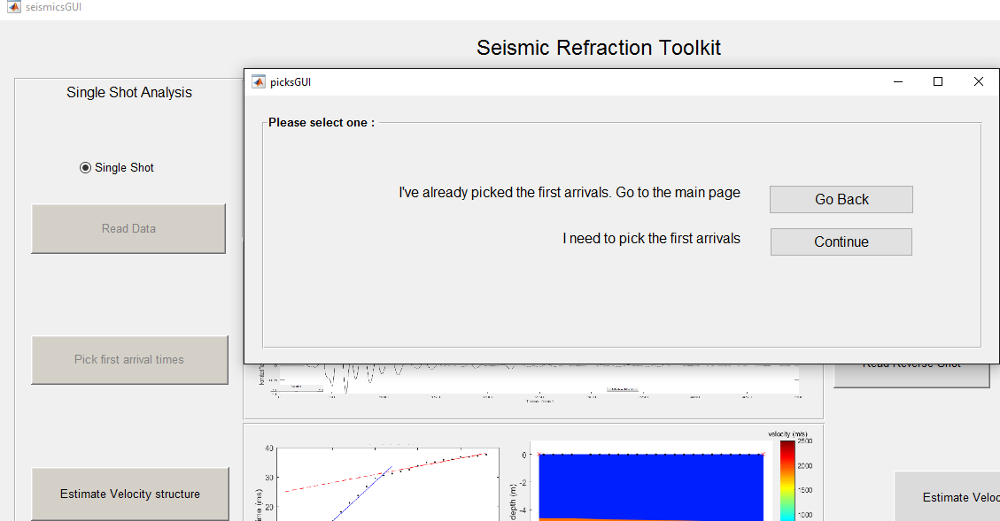 seismicsGUI
Seismic Refraction Toolkit
picksGUI
Single Shot Analysis
Please select one :
Single Shot
I've already picked the first arrivals. Go to the main page
Go Back
Read Data
I need to pick the first arrivals
Continue
Pick first arrival times
Read Reverse Shot
velocity (m/s)
40
30
20
0
-2
-4
depth (m)
2500
2000
1500
1000
Estimate Velocity structure
Estimate Veloc